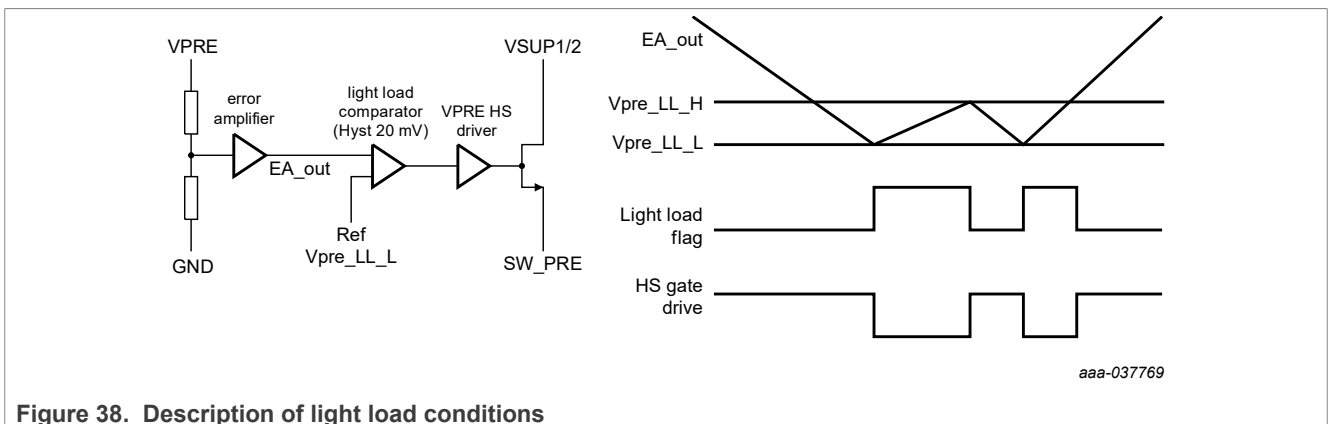 VPRE
error
amplifier
EA_out
GND
light load
comparator
(Hyst 20 mV)
Ref
Vpre_LL_L
VPRE HS
driver
VSUP1/2
SW_PRE
EA_out
Vpre_LL_H
Vpre_LL_L
Light load
flag
HS gate
drive
aaa-037769
Figure 38. Description of light load conditions